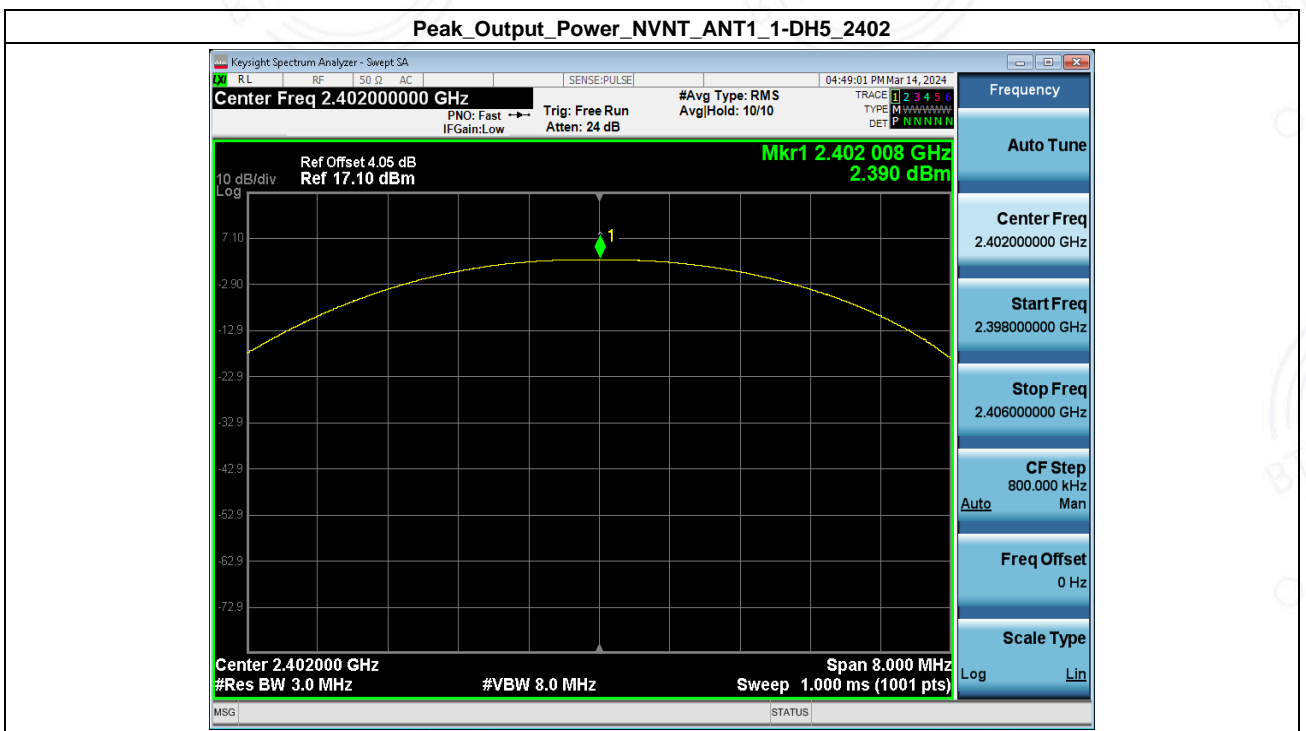 Peak_Output_Power_NVNT_ANT1_1-DH5_2402
Keysight Spectrum Analyzer - Swept SA
LXI RL RF 50 Ω AC SENSE:PULSE 04:49:01 PM Mar 14, 2024
Center Freq 2.402000000 GHz
PNO: Fast
IFGain:Low
Trig: Free Run
Atten: 24 dB
#Avg Type: RMS
Avg|Hold: 10/10
TRACE 1 2 3 4 5 6
TYPE M WWWWW
DET P N N N N N
Mkr1 2.402 008 GHz
2.390 dBm
Ref Offset 4.05 dB
10 dB/div Ref 17.10 dBm
Log
1
7.10
-2.90
-12.9
-22.9
-32.9
-42.9
-52.9
-62.9
-72.9
Center 2.402000 GHz Span 8.000 MHz
#Res BW 3.0 MHz #VBW 8.0 MHz Sweep 1.000 ms (1001 pts)
MSG STATUS
Frequency
Auto Tune
Center Freq
2.402000000 GHz
Start Freq
2.398000000 GHz
Stop Freq
2.406000000 GHz
CF Step
800.000 kHz
Auto Man
Freq Offset
0 Hz
Scale Type
Log Lin